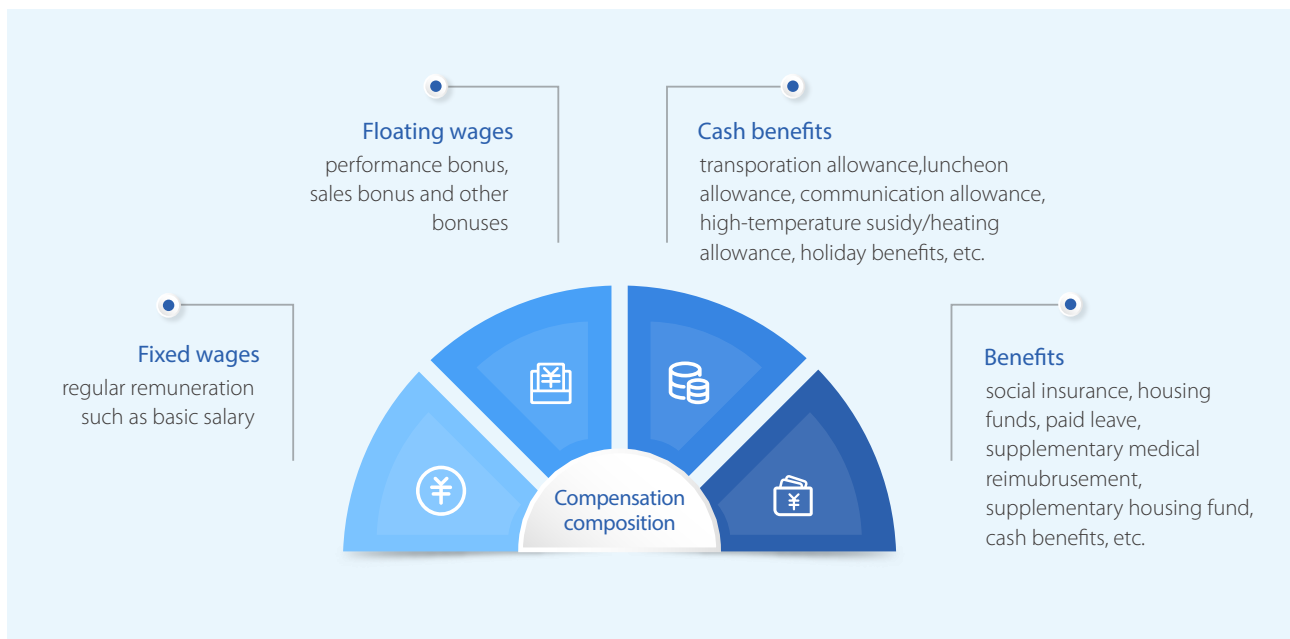 Floating wages
performance bonus,
sales bonus and other
bonuses
Cash benefits
transporation allowance,luncheon
allowance, communication allowance,
high-temperature susidy/heating
allowance, holiday benefits, etc.
Fixed wages
regular remuneration
such as basic salary
Benefits
social insurance, housing
funds, paid leave,
supplementary medical
reimubrusement,
supplementary housing fund,
cash benefits, etc.
¥
¥
¥
Compensation
composition